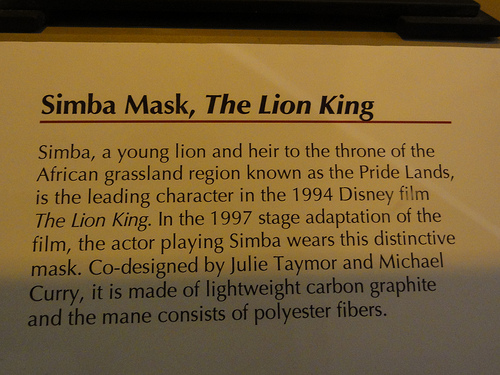 Simba Mask, The Lion King
Simba, a young lion and heir to the throne of the
African grassland region known as the Pride Lands,
is the leading character in the 1994 Disney film
The Lion King. In the 1997 stage adaptation of the
film, the actor playing Simba wears this distinctive
mask. Co-designed by Julie Taymor and Michael
Curry, it is made of lightweight carbon graphite
and the mane consists of polyester fibers.